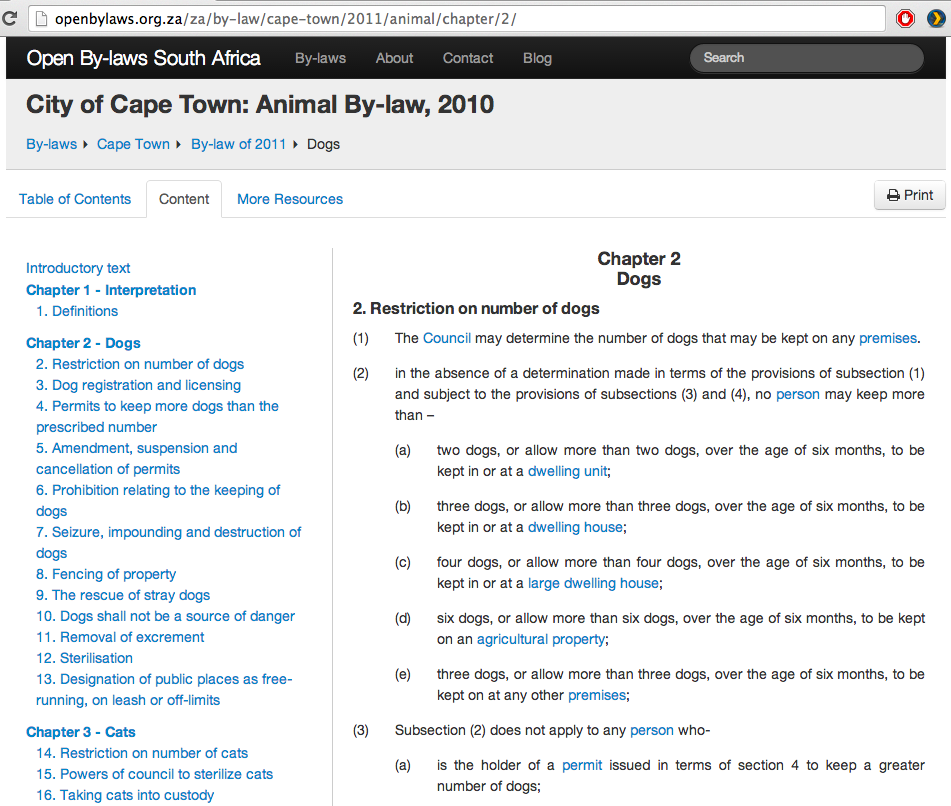 openbylaws.org.za/za/by-law/cape-town/2011/animal/chapter/2/
Open By-laws South Africa
By-laws
About
Contact
Blog
Search
City of Cape Town: Animal By-law, 2010
By-laws
Cape Town
By-law of 2011
Dogs
Table of Contents
Content
More Resources
Print
Introductory text
Chapter 1 - Interpretation
1. Definitions
Chapter 2 - Dogs
2. Restriction on number of dogs
3. Dog registration and licensing
4. Permits to keep more dogs than the
prescribed number
5. Amendment, suspension and
cancellation of permits
6. Prohibition relating to the keeping of
dogs
7. Seizure, impounding and destruction of
dogs
8. Fencing of property
9. The rescue of stray dogs
10. Dogs shall not be a source of danger
11. Removal of excrement
12. Sterilisation
13. Designation of public places as free-
running, on leash or off-limits
Chapter 3 - Cats
14. Restriction on number of cats
15. Powers of council to sterilize cats
16. Taking cats into custody
Chapter 2
Dogs
2. Restriction on number of dogs
(1) The Council may determine the number of dogs that may be kept on any premises.
(2) in the absence of a determination made in terms of the provisions of subsection (1)
and subject to the provisions of subsections (3) and (4), no person may keep more
than –
(a) two dogs, or allow more than two dogs, over the age of six months, to be
kept in or at a dwelling unit;
(b) three dogs, or allow more than three dogs, over the age of six months, to be
kept in or at a dwelling house;
(c) four dogs, or allow more than four dogs, over the age of six months, to be
kept in or at a large dwelling house;
(d) six dogs, or allow more than six dogs, over the age of six months, to be kept
on an agricultural property;
(e) three dogs, or allow more than three dogs, over the age of six months, to be
kept on at any other premises;
(3) Subsection (2) does not apply to any person who-
(a) is the holder of a permit issued in terms of section 4 to keep a greater
number of dogs;